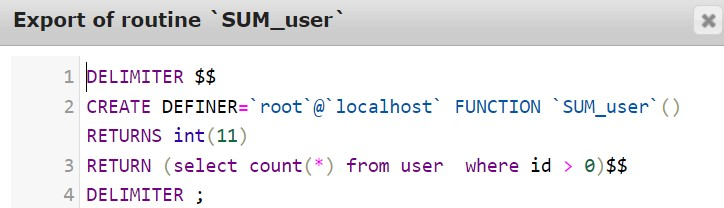 Export of routine `SUM_user`
1 DELIMITER $$
2 CREATE DEFINER=`root`@`localhost` FUNCTION `SUM_user`()
RETURNS int(11)
3 RETURN (select count(*) from user  where id > 0)$$
4 DELIMITER ;